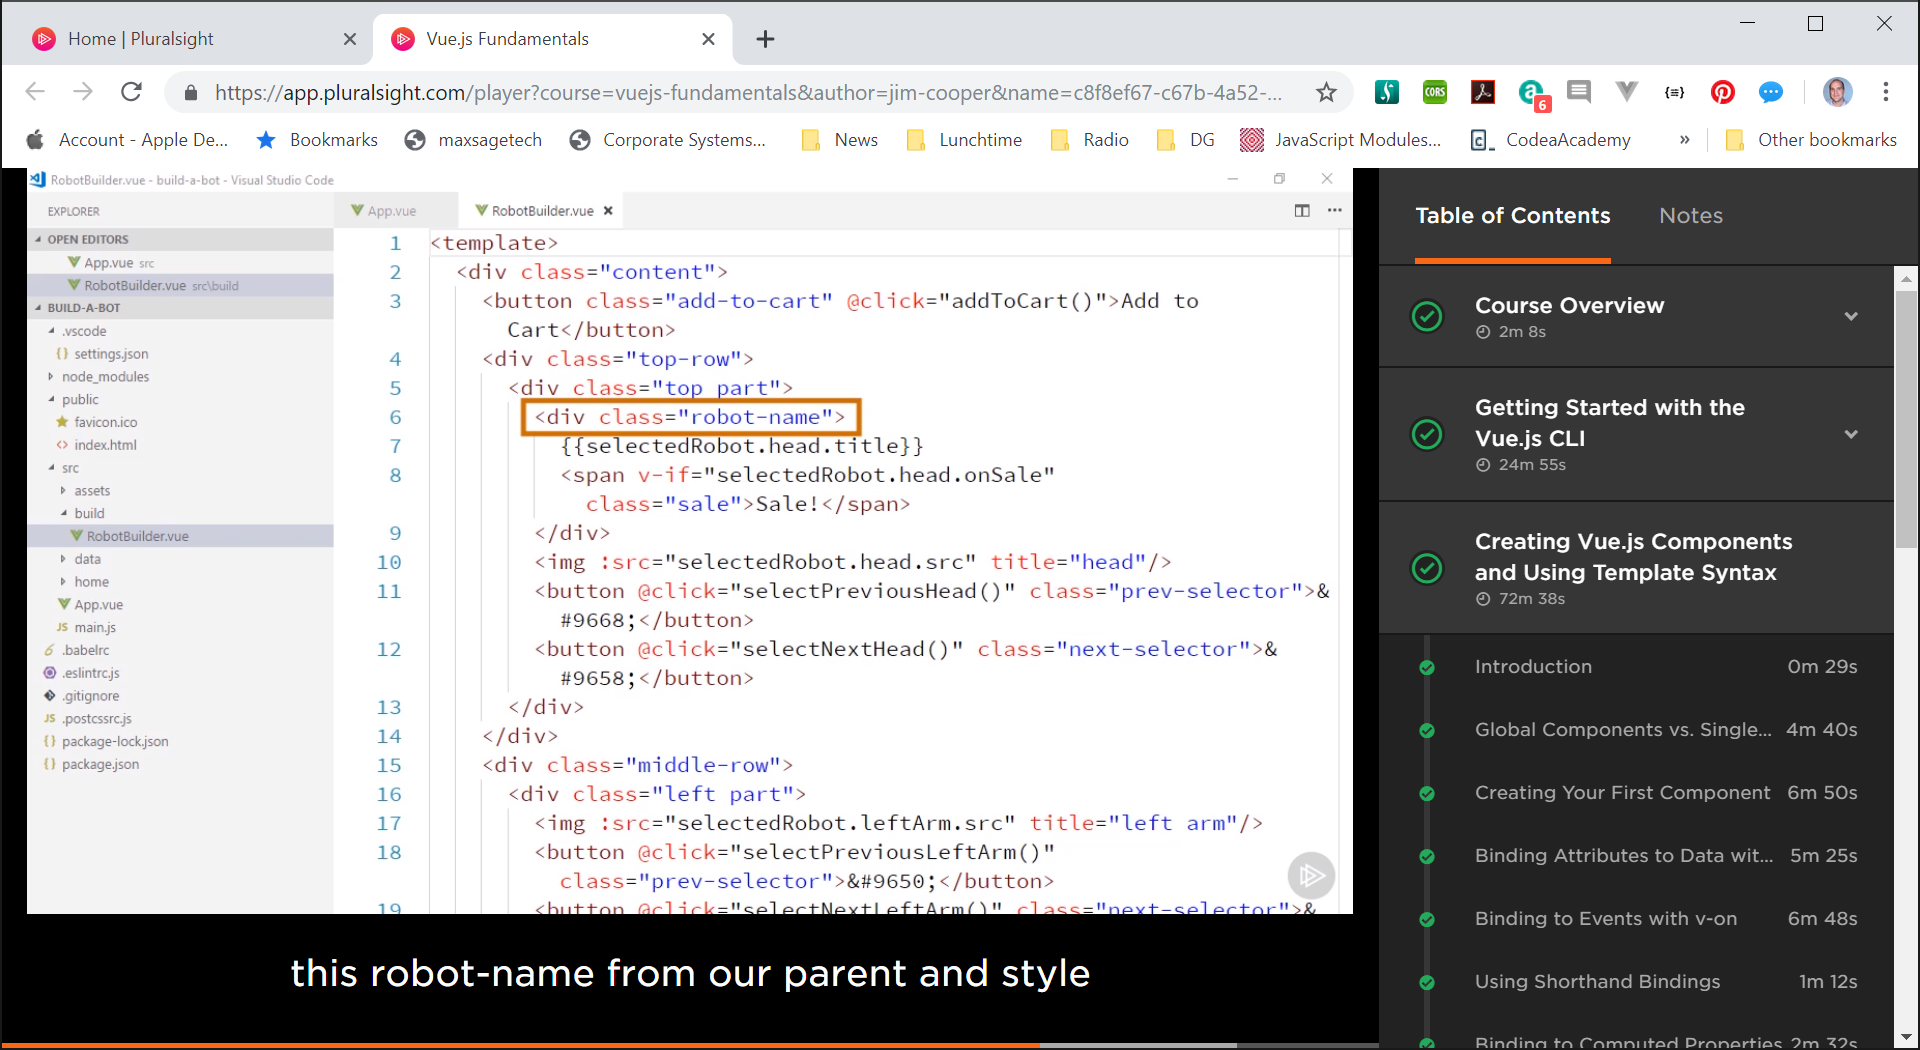 Home | Pluralsight
Vue.js Fundamentals
https://app.pluralsight.com/player?course=vuejs-fundamentals&author=jim-cooper&name=c8f8ef67-c67b-4a52-...
CORS
6
Account - Apple De...
Bookmarks
maxsagetech
Corporate Systems...
News
Lunchtime
Radio
DG
JavaScript Modules...
CodeaAcademy
»
Other bookmarks
RobotBuilder.vue - build-a-bot - Visual Studio Code
EXPLORER
OPEN EDITORS
App.vue src
RobotBuilder.vue src\build
BUILD-A-BOT
.vscode
{} settings.json
node_modules
public
favicon.ico
<> index.html
src
assets
build
RobotBuilder.vue
data
home
App.vue
JS main.js
.babelrc
.eslintrc.js
.gitignore
JS .postcssrc.js
{} package-lock.json
{} package.json
App.vue
RobotBuilder.vue
1 <template>
2 <div class="content">
3 <button class="add-to-cart" @click="addToCart()">Add to
Cart</button>
4 <div class="top-row">
5 <div class="top part">
6 <div class="robot-name">
7 {{selectedRobot.head.title}}
8 <span v-if="selectedRobot.head.onSale"
class="sale">Sale!</span>
9 </div>
10 <img :src="selectedRobot.head.src" title="head"/>
11 <button @click="selectPreviousHead()" class="prev-selector">&
#9668;</button>
12 <button @click="selectNextHead()" class="next-selector">&
#9658;</button>
13 </div>
14 </div>
15 <div class="middle-row">
16 <div class="left part">
17 <img :src="selectedRobot.leftArm.src" title="left arm"/>
18 <button @click="selectPreviousLeftArm()"
class="prev-selector">&#9650;</button>
19 <button @click="selectNextLeftArm()" class="next-selector">&
this robot-name from our parent and style
Table of Contents
Notes
Course Overview
2m 8s
Getting Started with the
Vue.js CLI
24m 55s
Creating Vue.js Components
and Using Template Syntax
72m 38s
Introduction 0m 29s
Global Components vs. Single... 4m 40s
Creating Your First Component 6m 50s
Binding Attributes to Data wit... 5m 25s
Binding to Events with v-on 6m 48s
Using Shorthand Bindings 1m 12s
Binding to Computed Properties 2m 32s